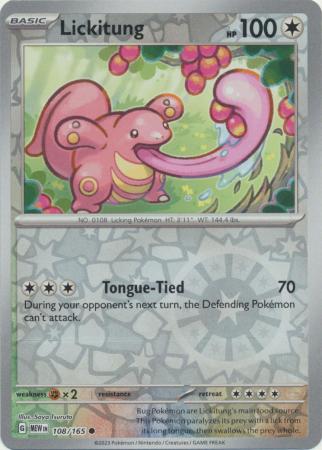 BASIC
Lickitung
HP 100
NO. 0108 Licking Pokémon HT: 3'11" WT: 144.4 lbs.
Tongue-Tied 70
During your opponent's next turn, the Defending Pokémon
can't attack.
weakness ×2 resistance retreat
Illus. Saya Tsuruta
G MEW EN 108/165
©2023 Pokémon / Nintendo / Creatures / GAME FREAK
Bug Pokémon are Lickitung's main food source.
This Pokémon paralyzes its prey with a lick from
its long tongue, then swallows the prey whole.